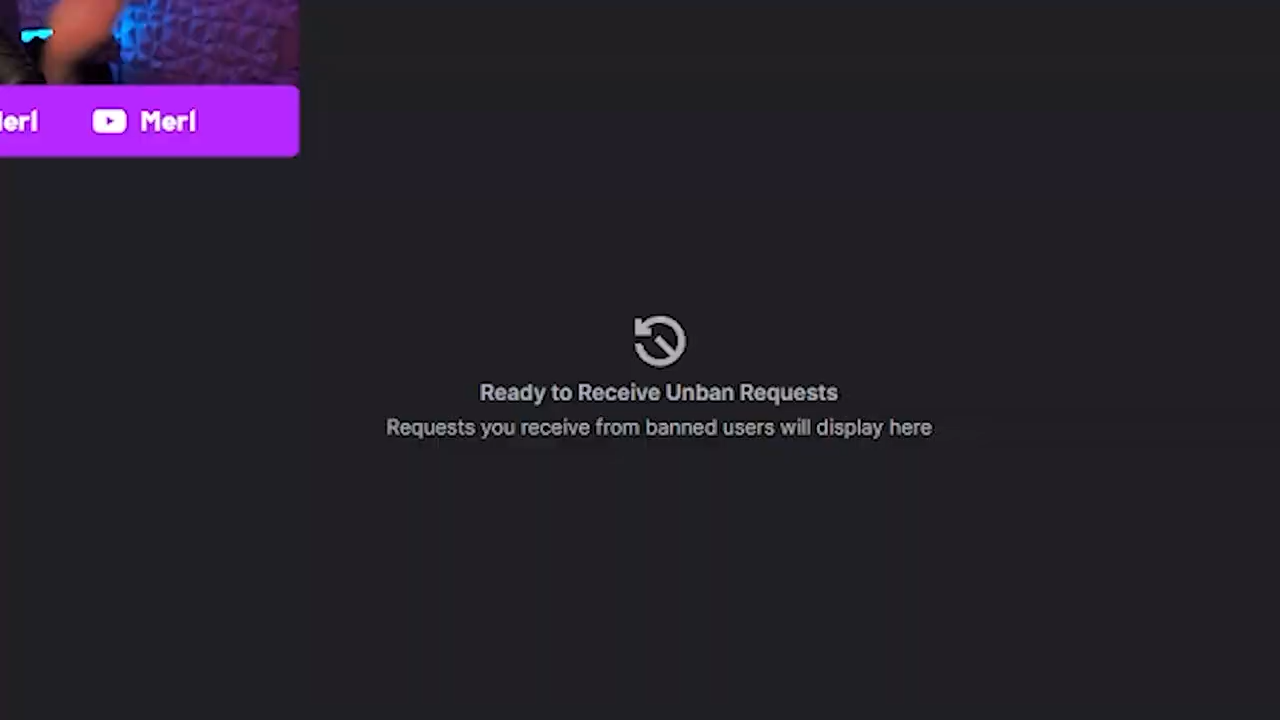 Merl
Ready to Receive Unban Requests
Requests you receive from banned users will display here